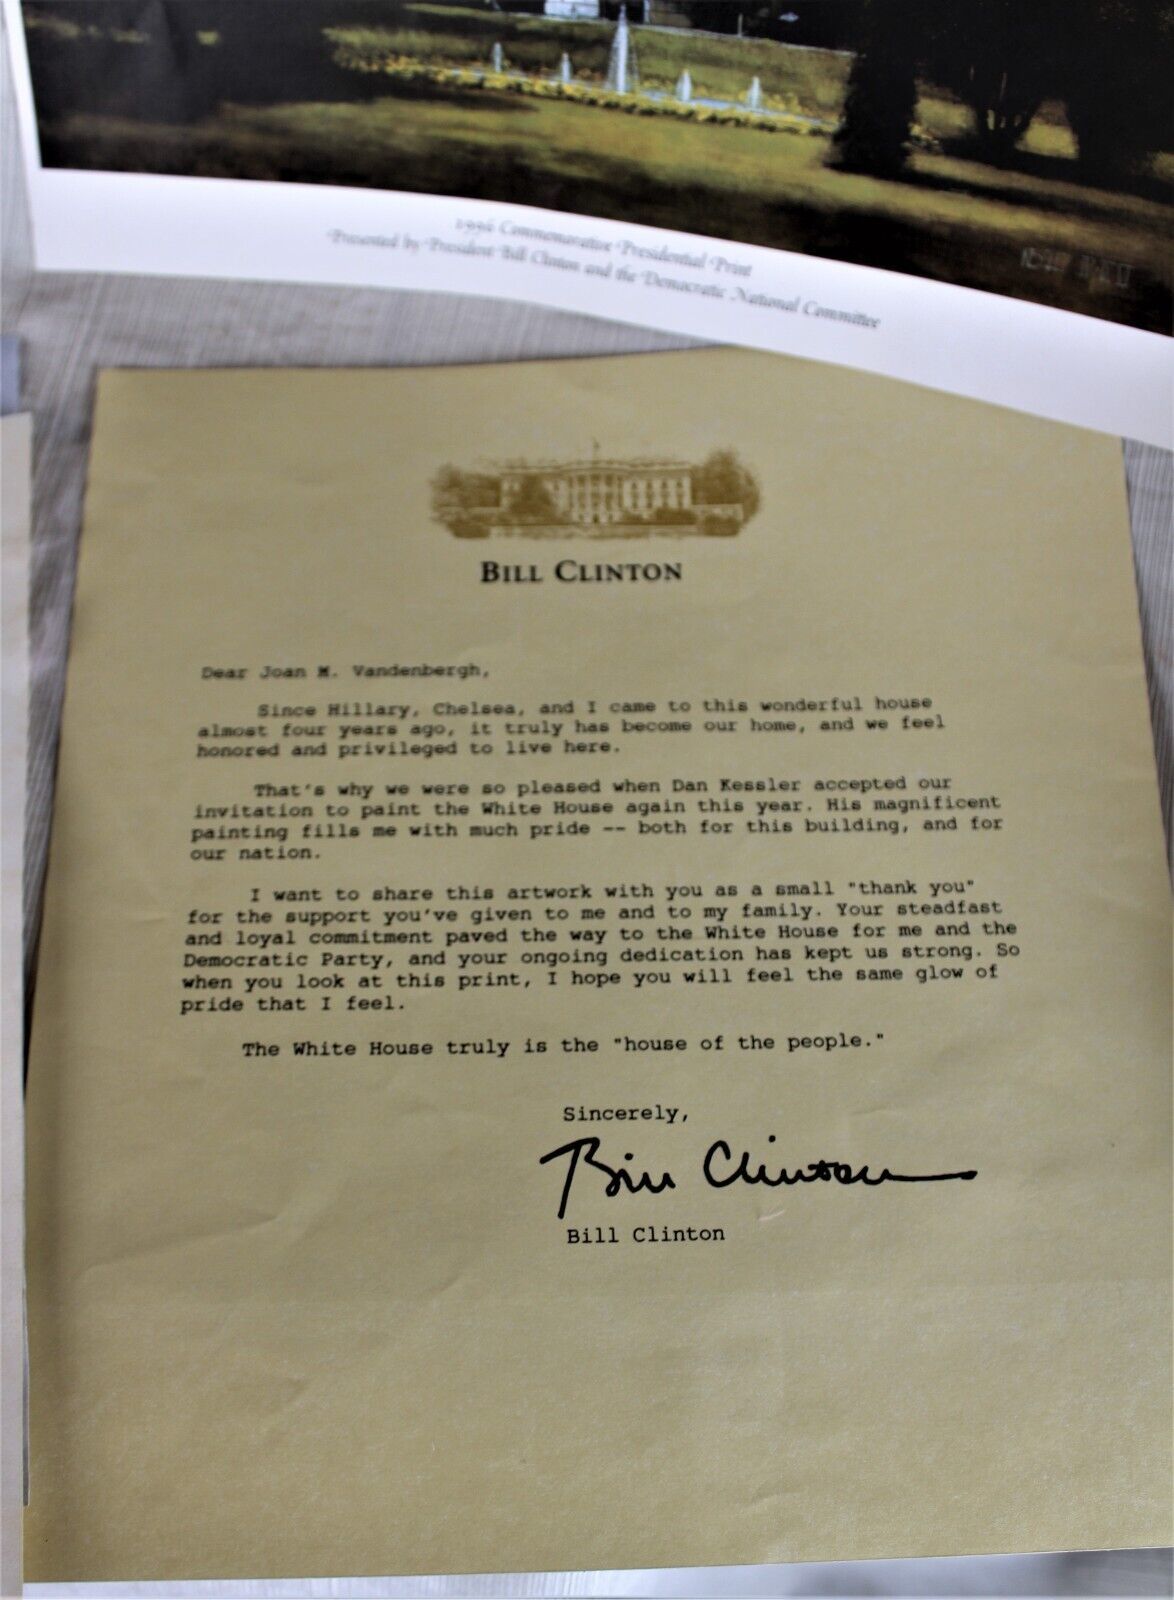 1996 Commemorative Presidential Print
Presented by President Bill Clinton and the Democratic National Committee
BILL CLINTON
Dear Joan M. Vandenbergh,
Since Hillary, Chelsea, and I came to this wonderful house
almost four years ago, it truly has become our home, and we feel
honored and privileged to live here.
That's why we were so pleased when Dan Kessler accepted our
invitation to paint the White House again this year. His magnificent
painting fills me with much pride -- both for this building, and for
our nation.
I want to share this artwork with you as a small "thank you"
for the support you've given to me and to my family. Your steadfast
and loyal commitment paved the way to the White House for me and the
Democratic Party, and your ongoing dedication has kept us strong. So
when you look at this print, I hope you will feel the same glow of
pride that I feel.
The White House truly is the "house of the people."
Sincerely,
Bill Clinton
Bill Clinton